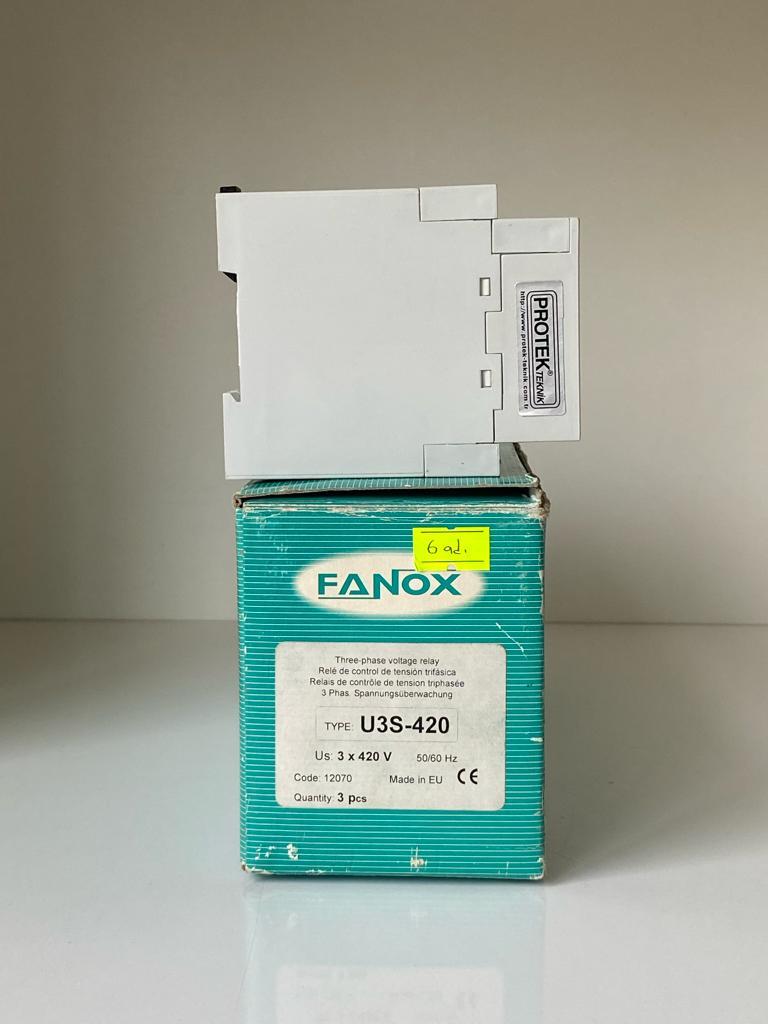 PROTEK® TEKNİK
http://www.protek-teknik.com.tr
6 ad.
FANOX
Three-phase voltage relay
Relé de control de tensión trifásica
Relais de contrôle de tension triphasée
3 Phas. Spannungsüberwachung
TYPE: U3S-420
Us: 3 x 420 V 50/60 Hz
Code: 12070 Made in EU CE
Quantity: 3 pcs